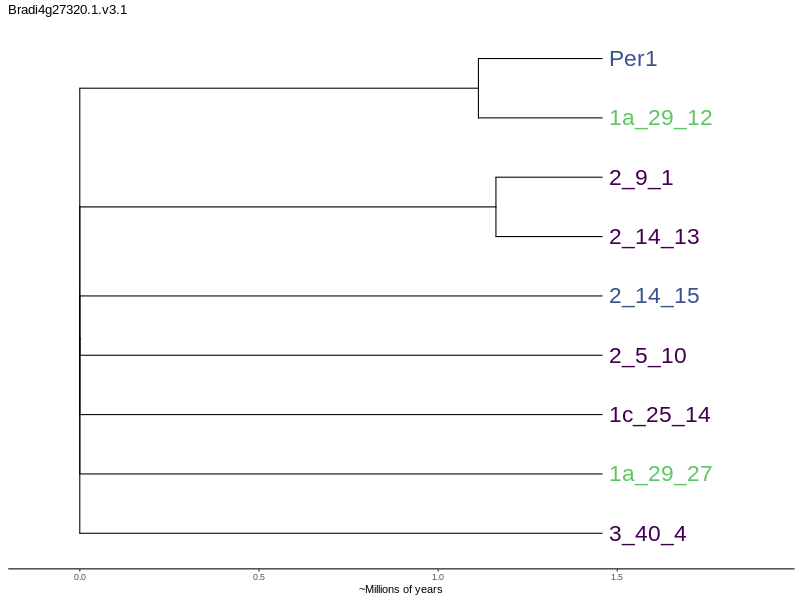 Bradi4g27320.1.v3.1
Per1
1a_29_12
2_9_1
2_14_13
2_14_15
2_5_10
1c_25_14
1a_29_27
3_40_4
0.0 0.5 1.0 1.5
~Millions of years